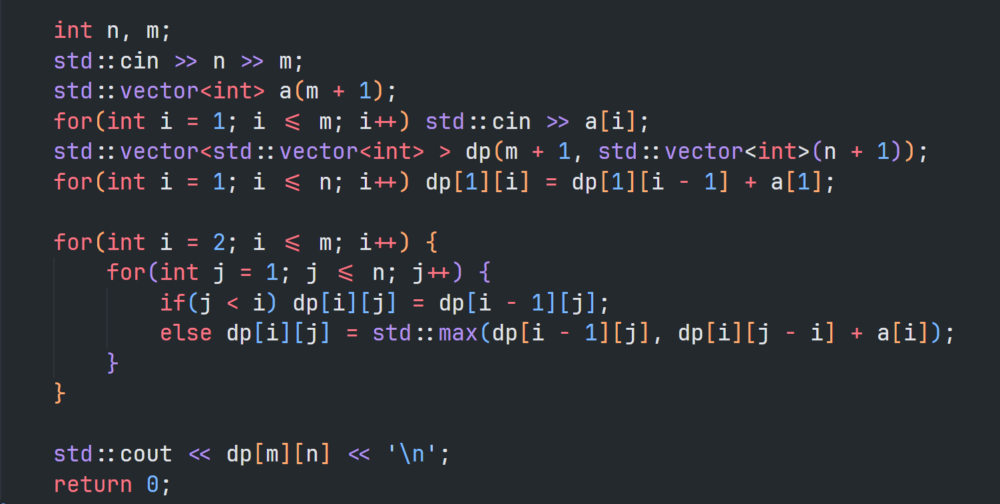 int n, m;
std::cin >> n >> m;
std::vector<int> a(m + 1);
for(int i = 1; i <= m; i++) std::cin >> a[i];
std::vector<std::vector<int> > dp(m + 1, std::vector<int>(n + 1));
for(int i = 1; i <= n; i++) dp[1][i] = dp[1][i - 1] + a[1];

for(int i = 2; i <= m; i++) {
    for(int j = 1; j <= n; j++) {
        if(j < i) dp[i][j] = dp[i - 1][j];
        else dp[i][j] = std::max(dp[i - 1][j], dp[i][j - i] + a[i]);
    }
}

std::cout << dp[m][n] << '\n';
return 0;